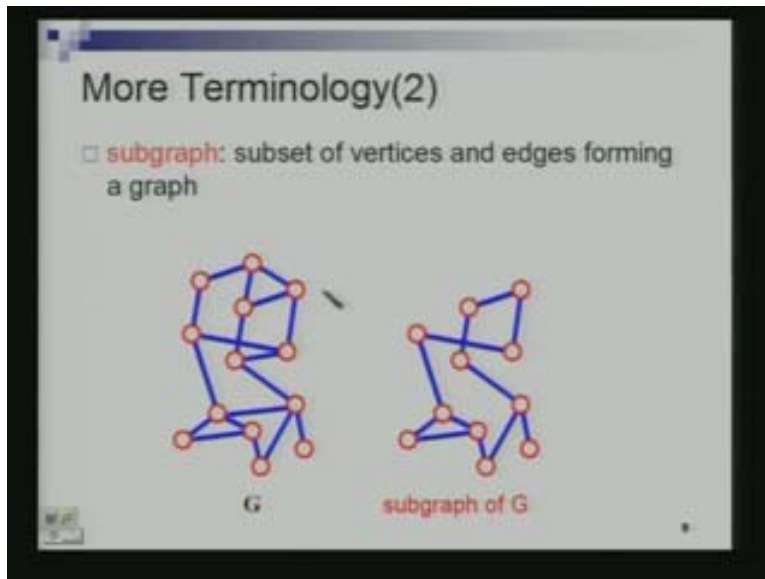 More Terminology(2)
subgraph: subset of vertices and edges forming
a graph
G
subgraph of G